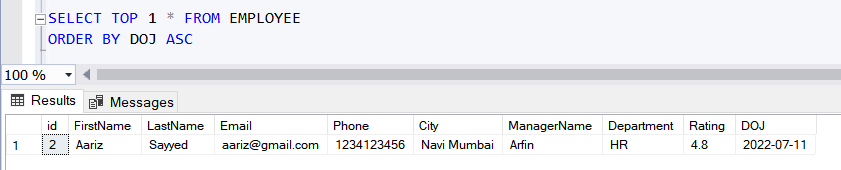 SELECT TOP 1 * FROM EMPLOYEE
ORDER BY DOJ ASC
100 %
Results Messages
id FirstName LastName Email Phone City ManagerName Department Rating DOJ
1 2 Aariz Sayyed aariz@gmail.com 1234123456 Navi Mumbai Arfin HR 4.8 2022-07-11